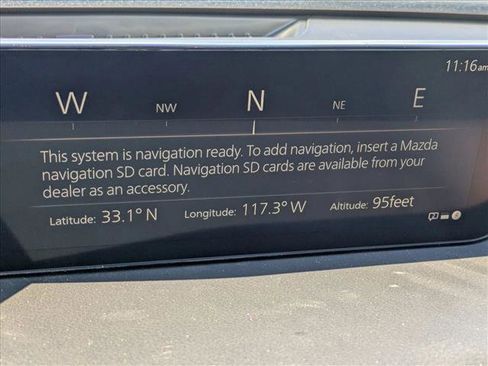 11:16am
W NW N NE E
This system is navigation ready. To add navigation, insert a Mazda
navigation SD card. Navigation SD cards are available from your
dealer as an accessory.
Latitude: 33.1° N Longitude: 117.3° W Altitude: 95feet